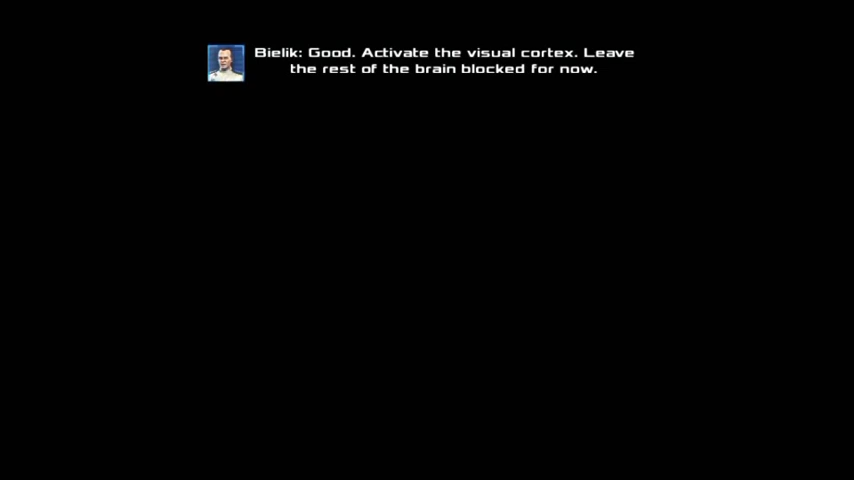 Bielik: Good. Activate the visual cortex. Leave
the rest of the brain blocked for now.